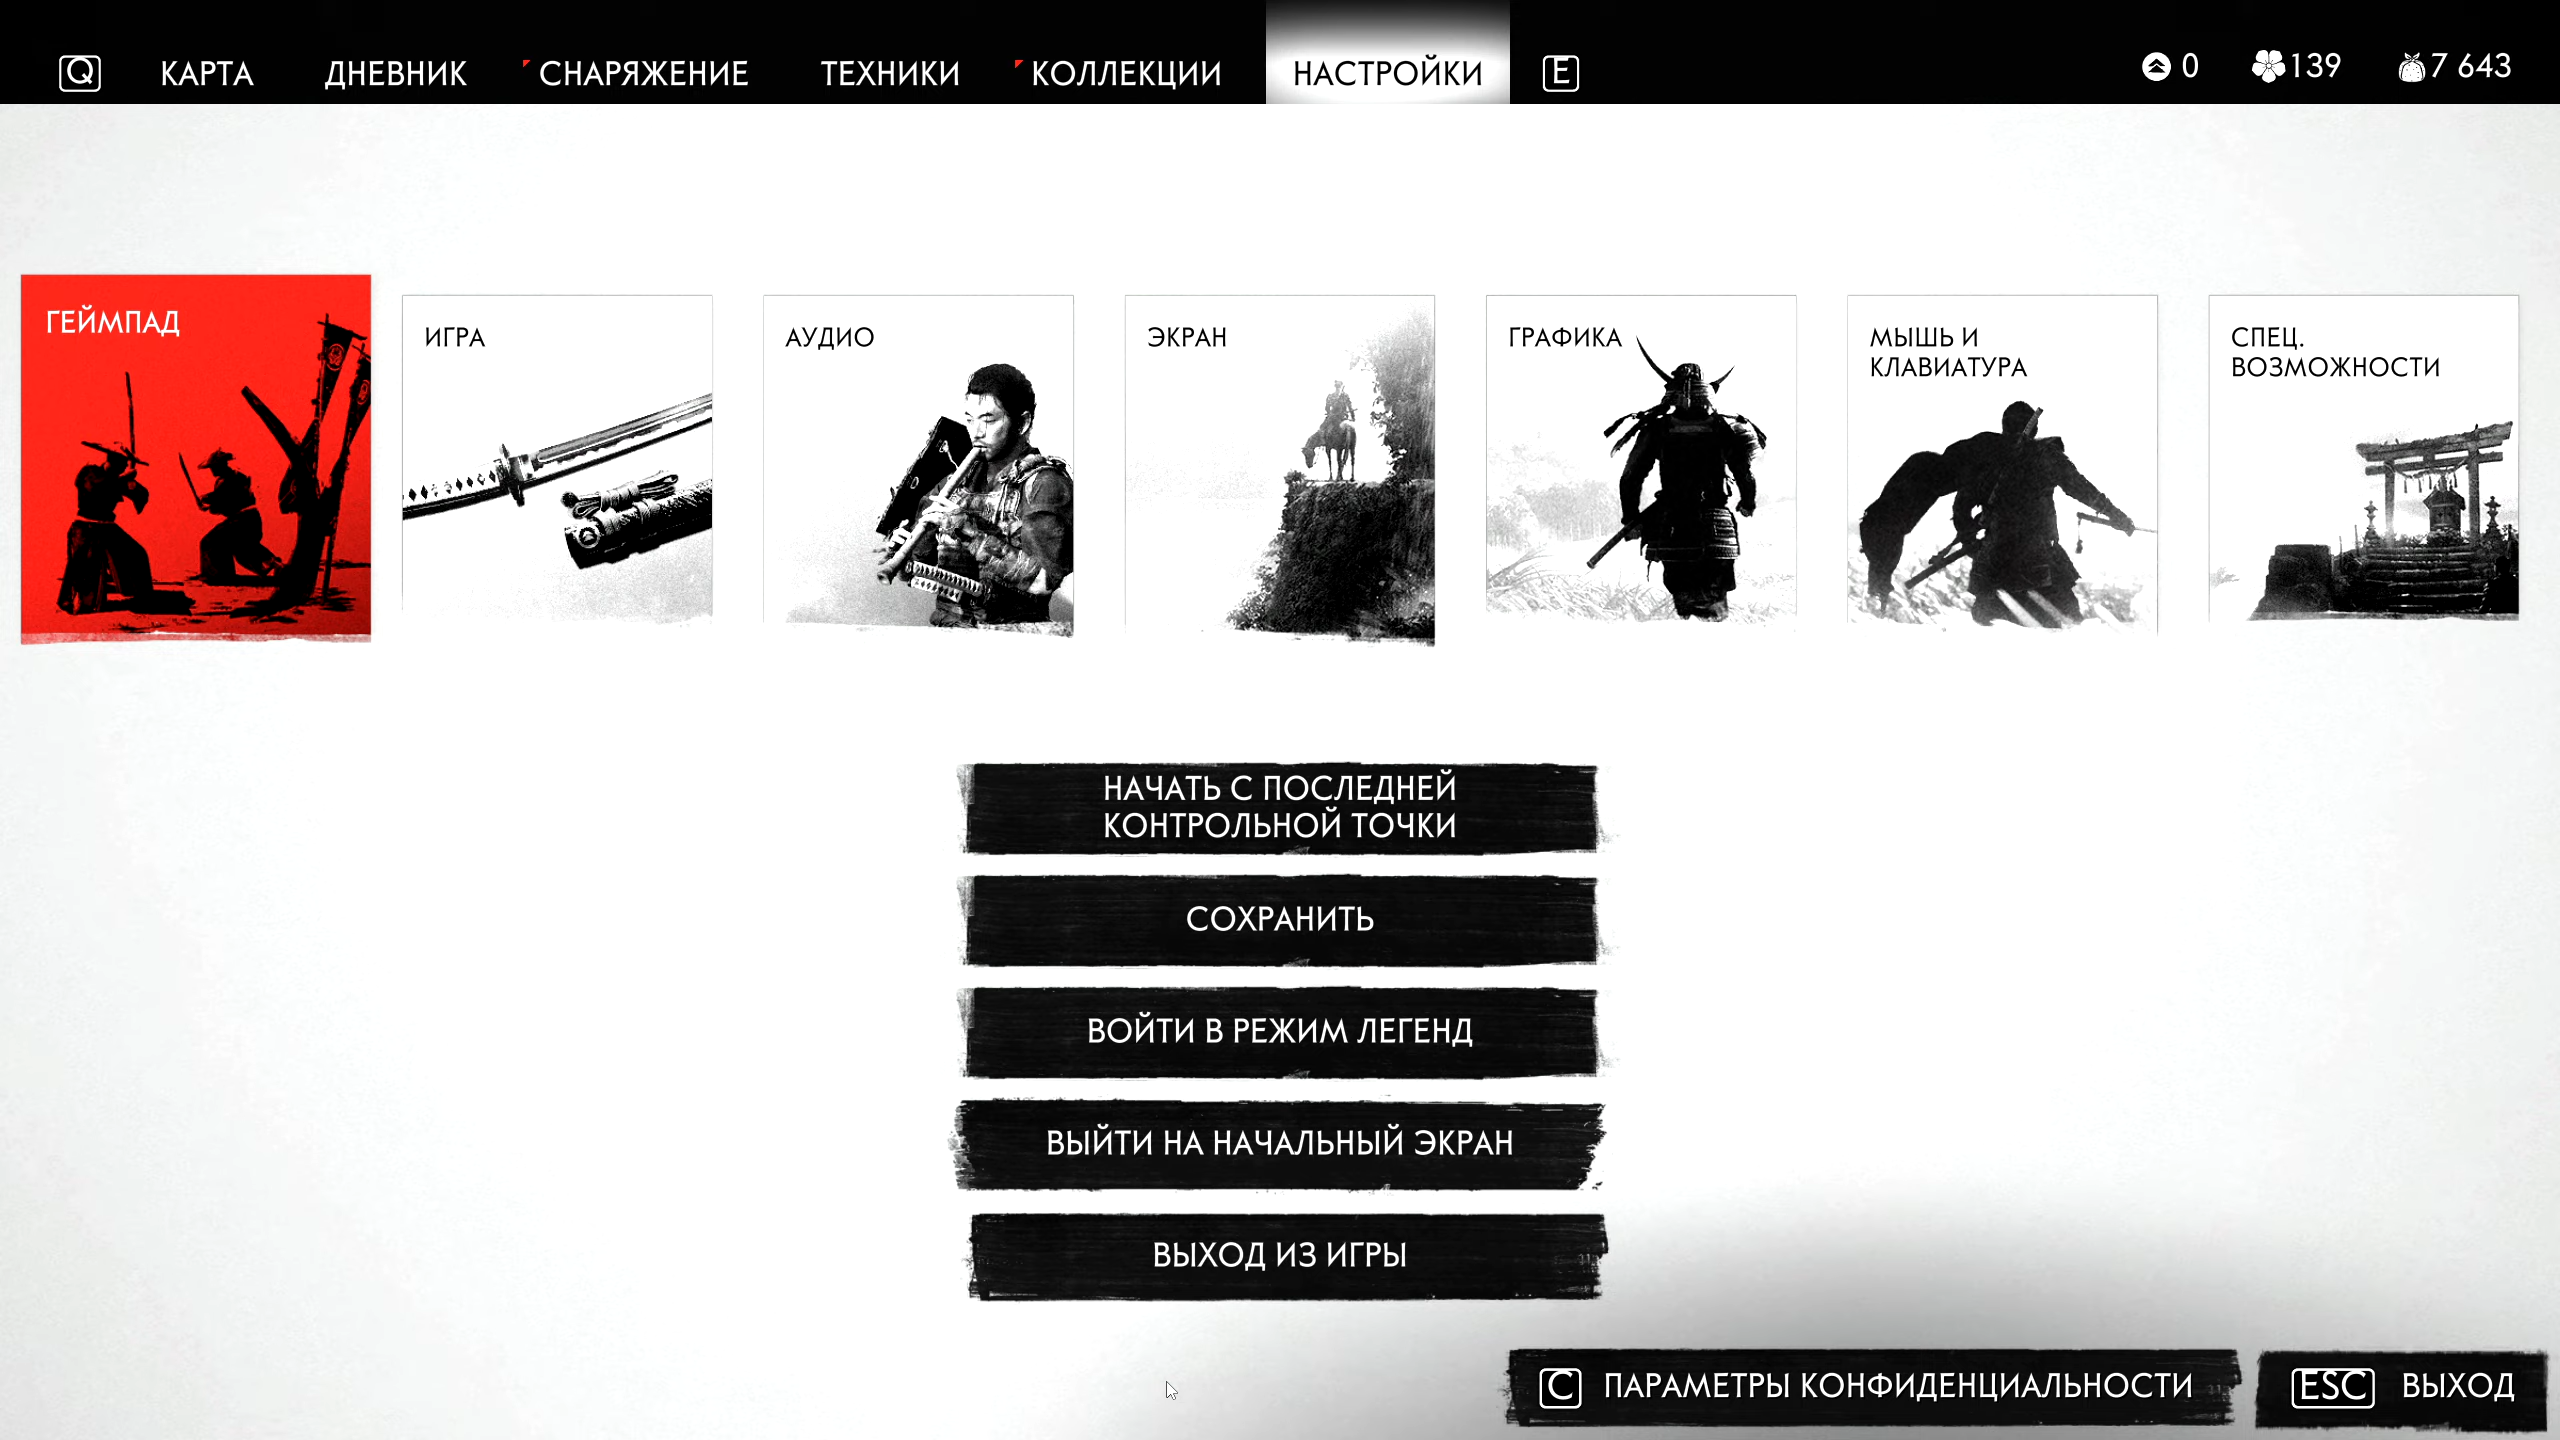 Q КАРТА ДНЕВНИК СНАРЯЖЕНИЕ ТЕХНИКИ КОЛЛЕКЦИИ НАСТРОЙКИ E 0 139 7 643
ГЕЙМПАД
ИГРА
АУДИО
ЭКРАН
ГРАФИКА
МЫШЬ И
КЛАВИАТУРА
СПЕЦ.
ВОЗМОЖНОСТИ
НАЧАТЬ С ПОСЛЕДНЕЙ
КОНТРОЛЬНОЙ ТОЧКИ
СОХРАНИТЬ
ВОЙТИ В РЕЖИМ ЛЕГЕНД
ВЫЙТИ НА НАЧАЛЬНЫЙ ЭКРАН
ВЫХОД ИЗ ИГРЫ
C ПАРАМЕТРЫ КОНФИДЕНЦИАЛЬНОСТИ ESC ВЫХОД